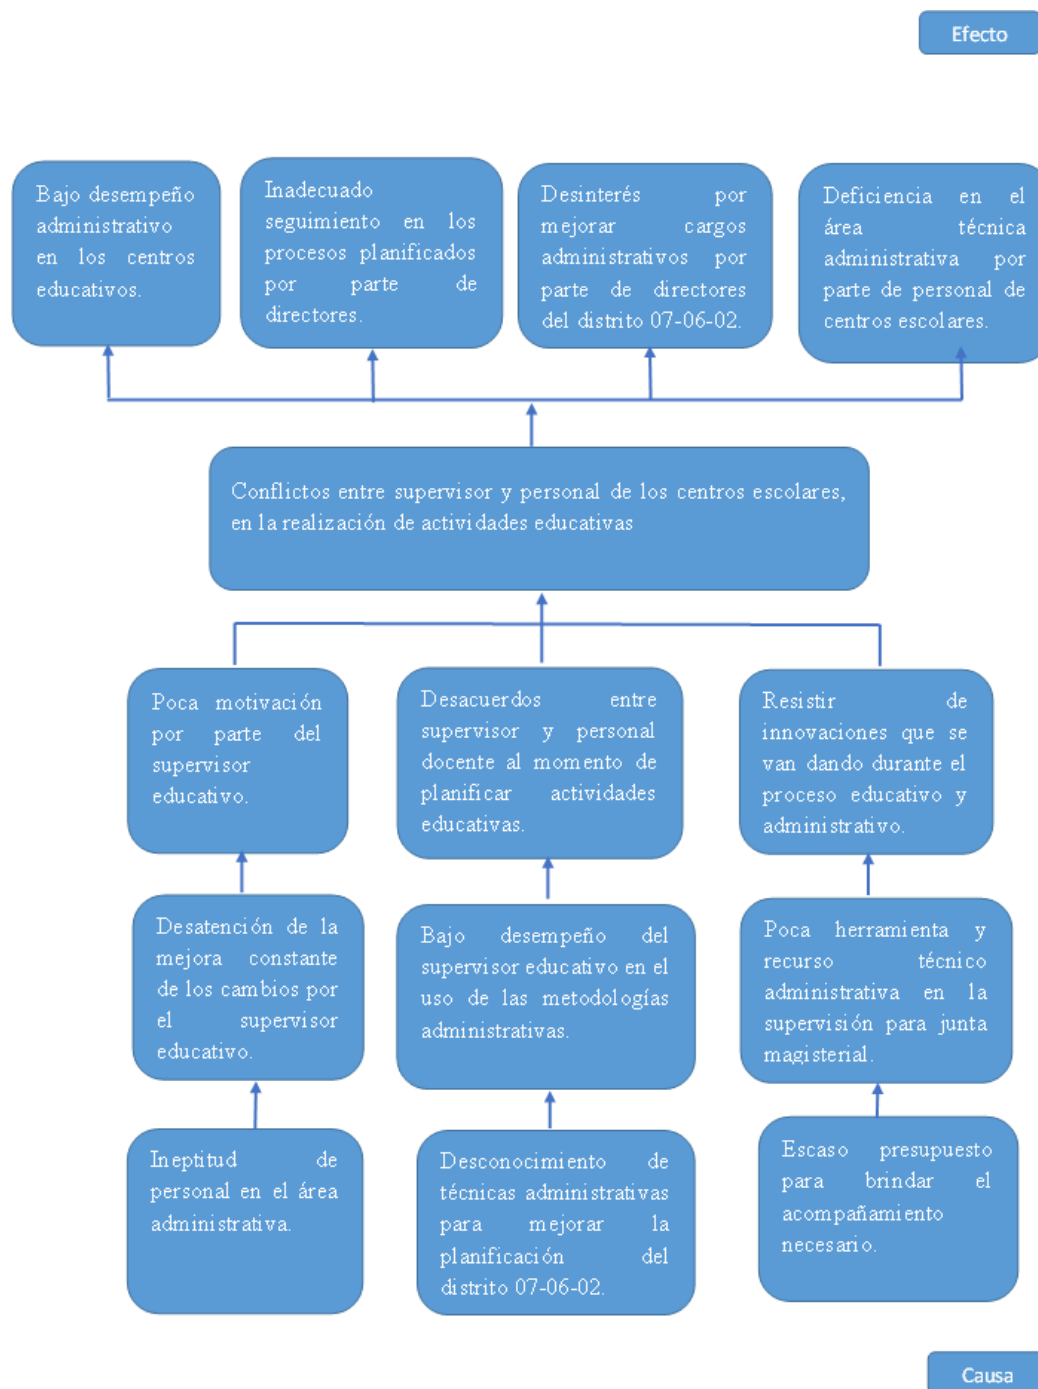 Efecto
Bajo desempeño
administrativo
en los centros
educativos.
Inadecuado
seguimiento en los
procesos planificados
por parte de
directores.
Desinterés por
mejorar cargos
administrativos por
parte de directores
del distrito 07-06-02.
Deficiencia en el
área técnica
administrativa por
parte de personal de
centros escolares.
Conflictos entre supervisor y personal de los centros escolares,
en la realización de actividades educativas
Poca motivación
por parte del
supervisor
educativo.
Desacuerdos entre
supervisor y personal
docente al momento de
planificar actividades
educativas.
Resistir de
innovaciones que se
van dando durante el
proceso educativo y
administrativo.
Desatención de la
mejora constante
de los cambios por
el supervisor
educativo.
Bajo desempeño del
supervisor educativo en el
uso de las metodologías
administrativas.
Poca herramienta y
recurso técnico
administrativa en la
supervisión para junta
magisterial.
Ineptitud de
personal en el área
administrativa.
Desconocimiento de
técnicas administrativas
para mejorar la
planificación del
distrito 07-06-02.
Escaso presupuesto
para brindar el
acompañamiento
necesario.
Causa